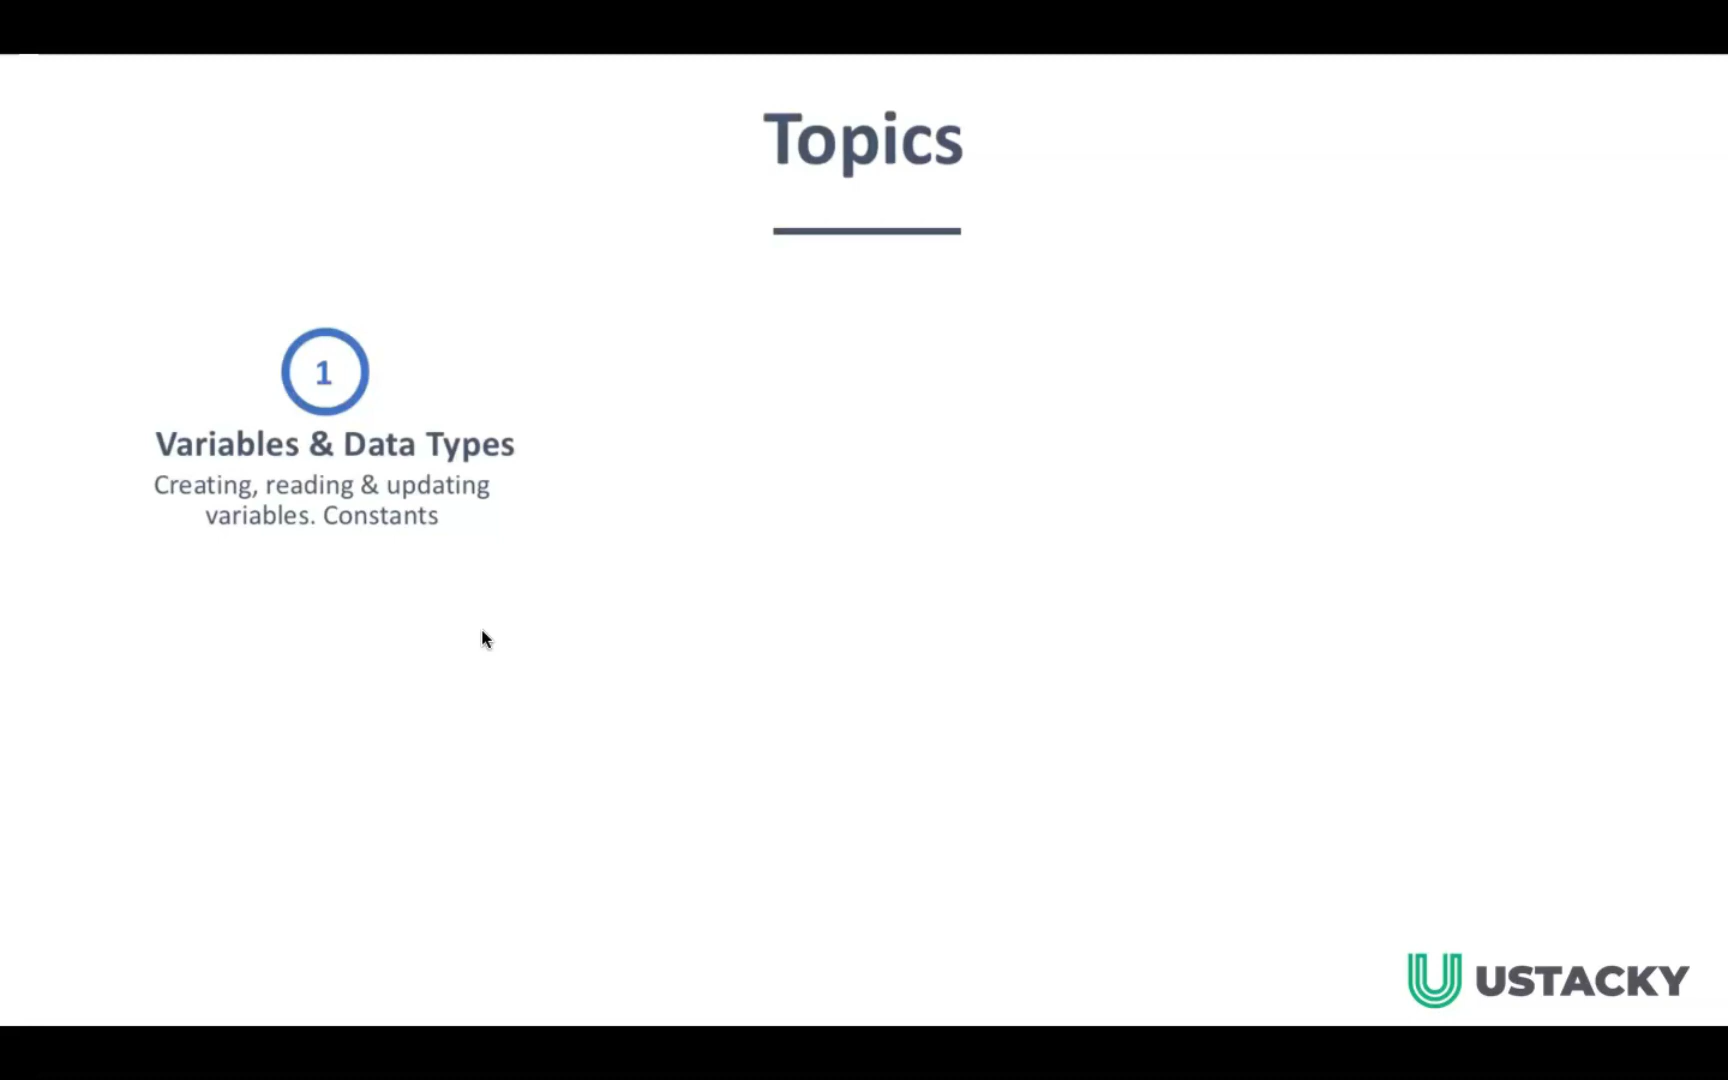 Topics
1
Variables & Data Types
Creating, reading & updating
variables. Constants
USTACKY